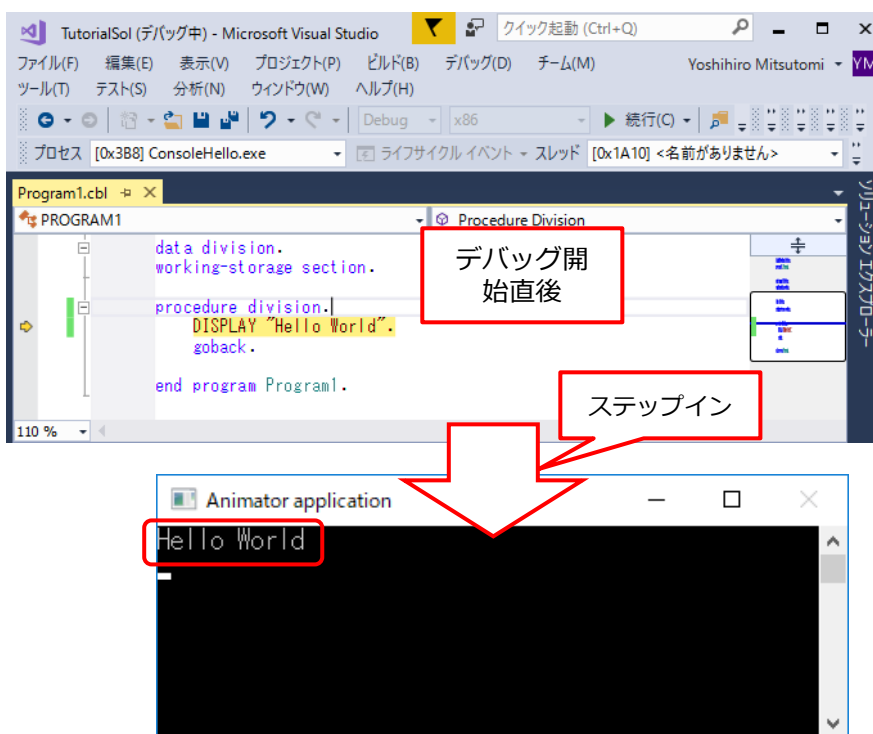 TutorialSol (デバッグ中) - Microsoft Visual Studio
クイック起動 (Ctrl+Q)
ファイル(F) 編集(E) 表示(V) プロジェクト(P) ビルド(B) デバッグ(D) チーム(M) Yoshihiro Mitsutomi YM
ツール(T) テスト(S) 分析(N) ウィンドウ(W) ヘルプ(H)
Debug x86 続行(C)
プロセス [0x3B8] ConsoleHello.exe ライフサイクル イベント スレッド [0x1A10] <名前がありません>
Program1.cbl
PROGRAM1 Procedure Division
ソリューション エクスプローラー
data division.
working-storage section.
デバッグ開
始直後
procedure division.
DISPLAY "Hello World".
goback.
end program Program1.
ステップイン
110 %
Animator application
Hello World